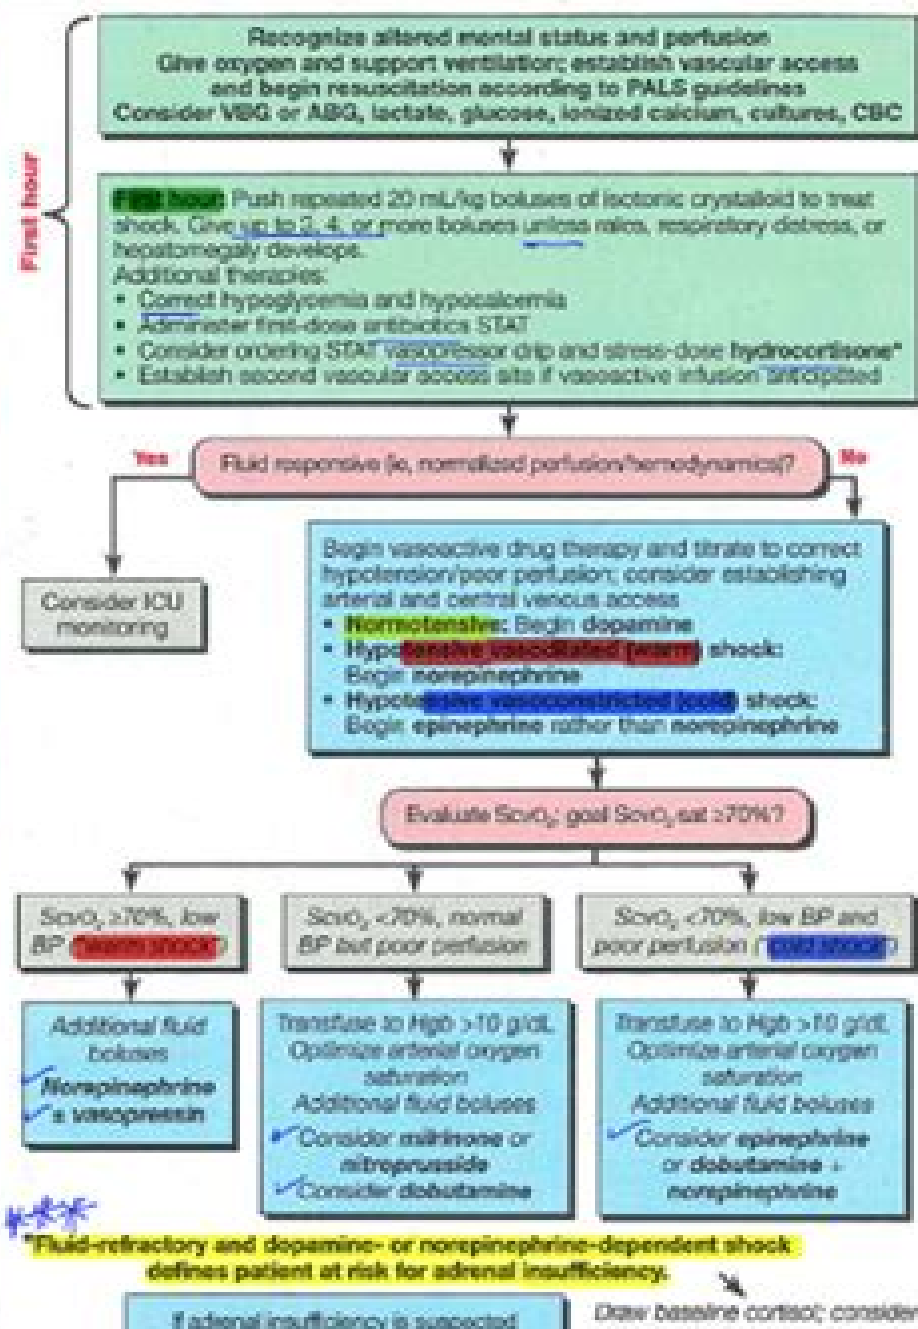 Recognize altered mental status and perfusion
Give oxygen and support ventilation; establish vascular access
and begin resuscitation according to PALS guidelines
Consider VBG or ABG, lactate, glucose, ionized calcium, cultures, CBC
First hour
First hour: Push repeated 20 mL/kg boluses of isotonic crystalloid to treat
shock. Give up to 3, 4, or more boluses unless rales, respiratory distress, or
hepatomegaly develops.
Additional therapies:
• Correct hypoglycemia and hypocalcemia
• Administer first-dose antibiotics STAT
• Consider ordering STAT vasopressor drip and stress-dose hydrocortisone*
• Establish second vascular access site if vasoactive infusion anticipated
Yes
Fluid responsive (ie, normalized perfusion/hemodynamics)?
No
Consider ICU
monitoring
Begin vasoactive drug therapy and titrate to correct
hypotension/poor perfusion; consider establishing
arterial and central venous access
• Normotensive: Begin dopamine
• Hypotensive vasodilated (warm) shock:
Begin norepinephrine
• Hypotensive vasoconstricted (cold) shock:
Begin epinephrine rather than norepinephrine
Evaluate ScvO₂; goal ScvO₂ sat ≥70%?
ScvO₂ ≥70%, low
BP ("warm shock")
ScvO₂ <70%, normal
BP but poor perfusion
ScvO₂ <70%, low BP and
poor perfusion ("cold shock")
Additional fluid
boluses
Norepinephrine
± vasopressin
Transfuse to Hgb >10 g/dL
Optimize arterial oxygen
saturation
Additional fluid boluses
Consider milrinone or
nitroprusside
Consider dobutamine
Transfuse to Hgb >10 g/dL
Optimize arterial oxygen
saturation
Additional fluid boluses
Consider epinephrine
or dobutamine +
norepinephrine
*Fluid-refractory and dopamine- or norepinephrine-dependent shock
defines patient at risk for adrenal insufficiency.
Draw baseline cortisol; consider
If adrenal insufficiency is suspected